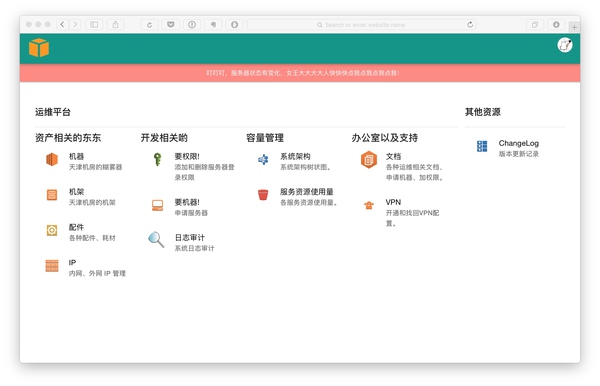 Search or enter website name
叮叮叮，服务器状态有变化，女王大大大大人快快快点我点我点我点我！
运维平台
其他资源
资产相关的东东
开发相关哟
容量管理
办公室以及支持
机器
天津机房的糊雾器
机架
天津机房的机架
配件
各种配件、耗材
IP
内网、外网 IP 管理
要权限!
添加和删除服务器登
录权限
要机器!
申请服务器
日志审计
系统日志审计
系统架构
系统架构树状图。
服务资源使用量
各服务资源使用量。
文档
各种运维相关文档、
申请机器、加权限。
VPN
开通和找回VPN配
置。
ChangeLog
版本更新记录